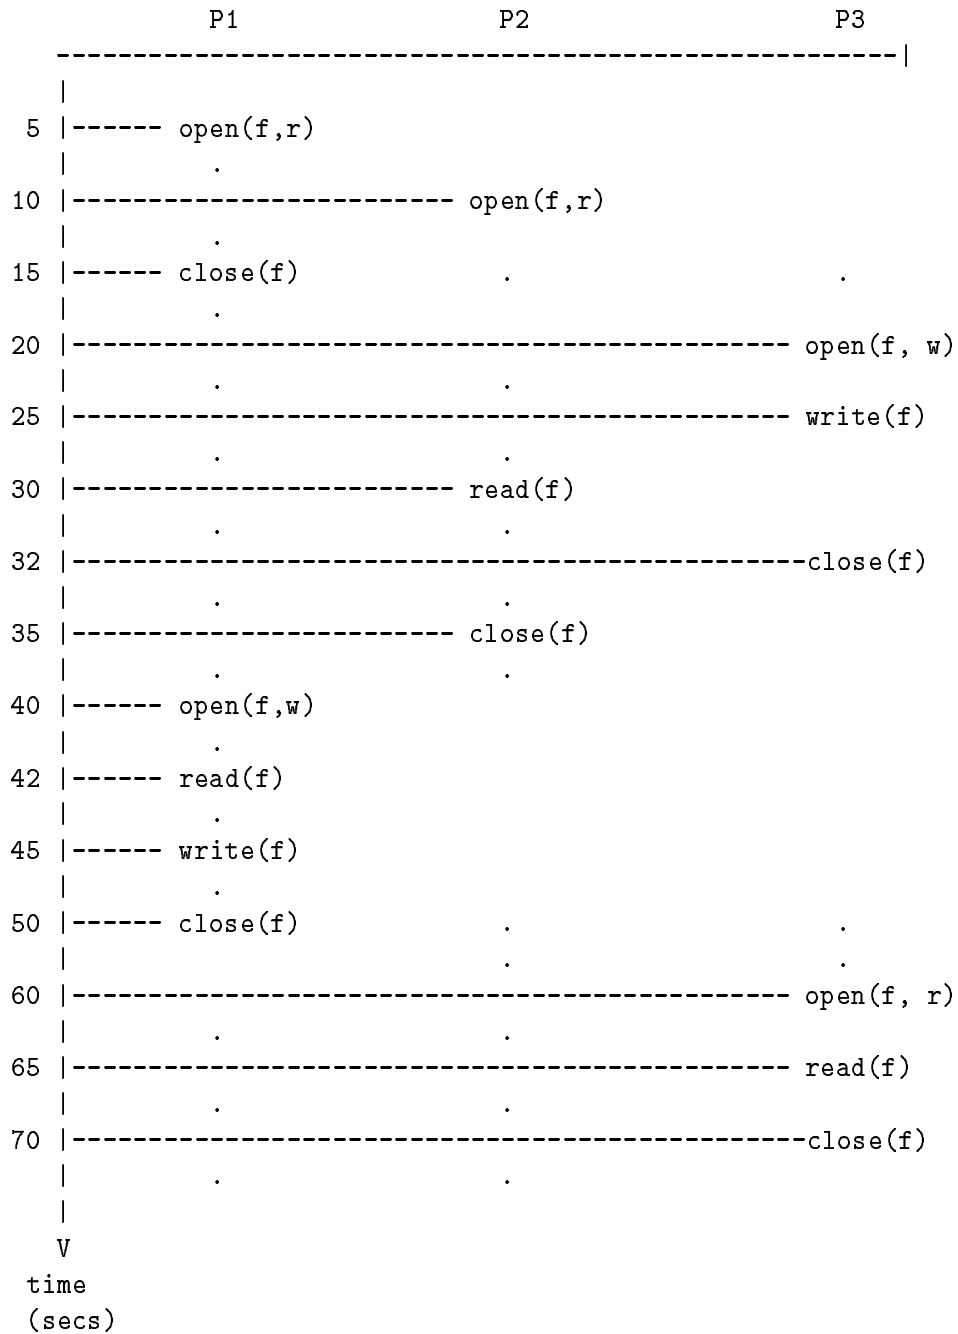 P1 P2 P3
-------------------------------------------------------|
|
5 |------ open(f,r)
| .
10 |------------------------- open(f,r)
| .
15 |------ close(f) . .
| .
20 |----------------------------------------------- open(f, w)
| . .
25 |----------------------------------------------- write(f)
| . .
30 |------------------------- read(f)
| . .
32 |------------------------------------------------close(f)
| . .
35 |------------------------- close(f)
| . .
40 |------ open(f,w)
| .
42 |------ read(f)
| .
45 |------ write(f)
| .
50 |------ close(f) . .
| . .
60 |----------------------------------------------- open(f, r)
| . .
65 |----------------------------------------------- read(f)
| . .
70 |------------------------------------------------close(f)
| . .
|
V
time
(secs)